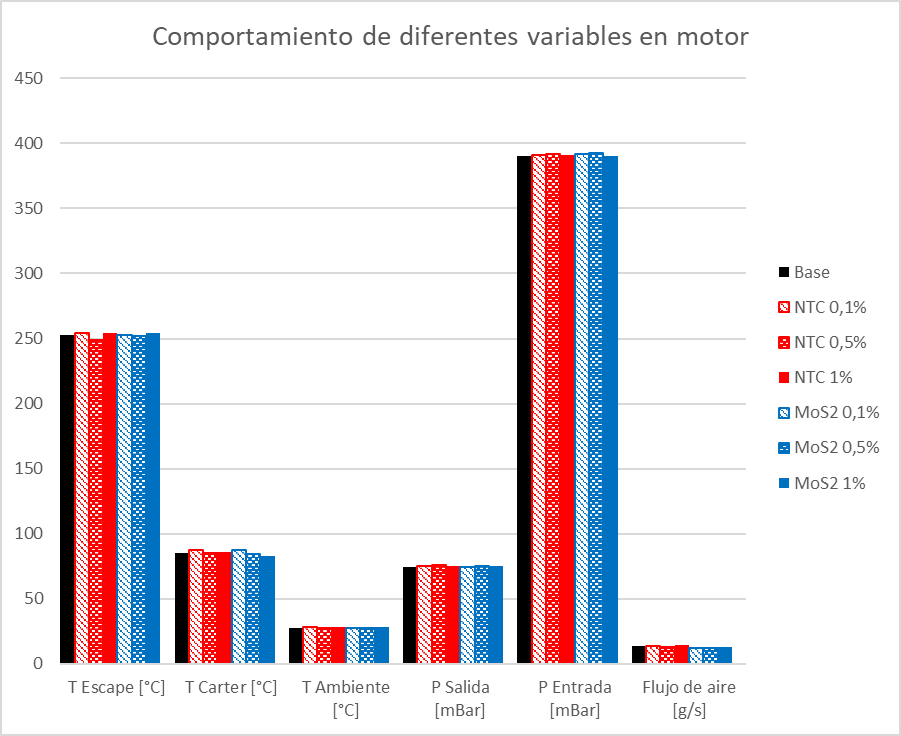 Comportamiento de diferentes variables en motor
450
400
350
300
250
200
150
100
50
0
T Escape [°C]
T Carter [°C]
T Ambiente
[°C]
P Salida
[mBar]
P Entrada
[mBar]
Flujo de aire
[g/s]
Base
NTC 0,1%
NTC 0,5%
NTC 1%
MoS2 0,1%
MoS2 0,5%
MoS2 1%